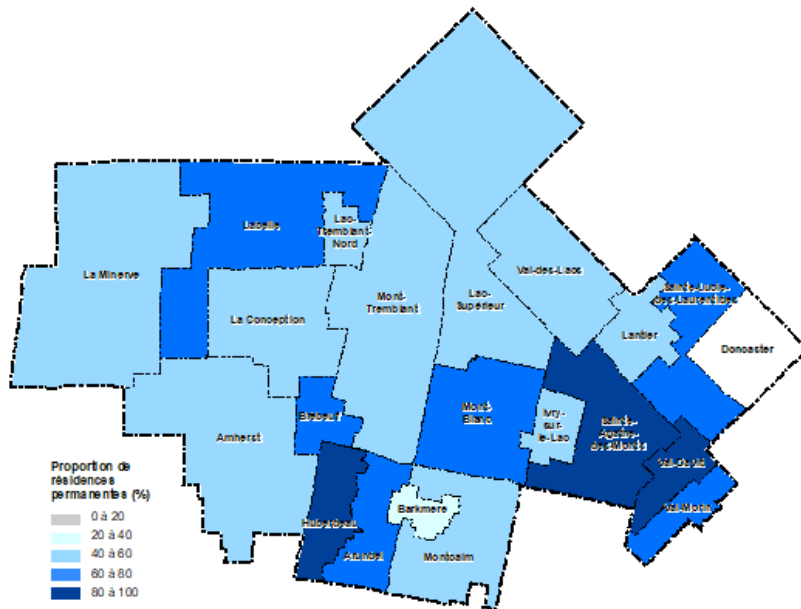 Labelle
Lac-
Tremblant-
Nord
La Minerve
Val-des-Lacs
Sainte-Lucie-
des-Laurentides
Mont-
Tremblant
Lac-
Supérieur
La Conception
Lantier
Doncaster
Brébeuf
Mont-
Blanc
Ivry-
sur-
le-Lac
Sainte-
Agathe-
des-Monts
Amherst
Val-David
Val-Morin
Barkmere
Huberdeau
Arundel
Montcalm
Proportion de
résidences
permanentes (%)
0 à 20
20 à 40
40 à 60
60 à 80
80 à 100